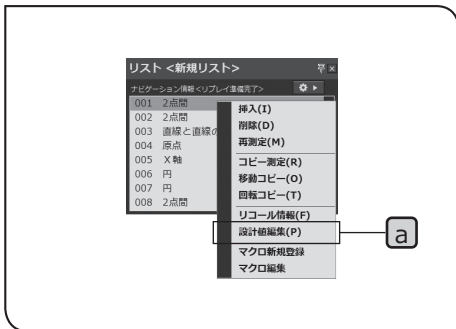 リスト <新規リスト>
ナビゲーション情報<リプレイ準備完了>
001 2点間
002 2点間
003 直線と直線の
004 原点
005 X軸
006 円
007 円
008 2点間
挿入(I)
削除(D)
再測定(M)
コピー測定(R)
移動コピー(O)
回転コピー(T)
リコール情報(F)
設計値編集(P)
マクロ新規登録
マクロ編集
a